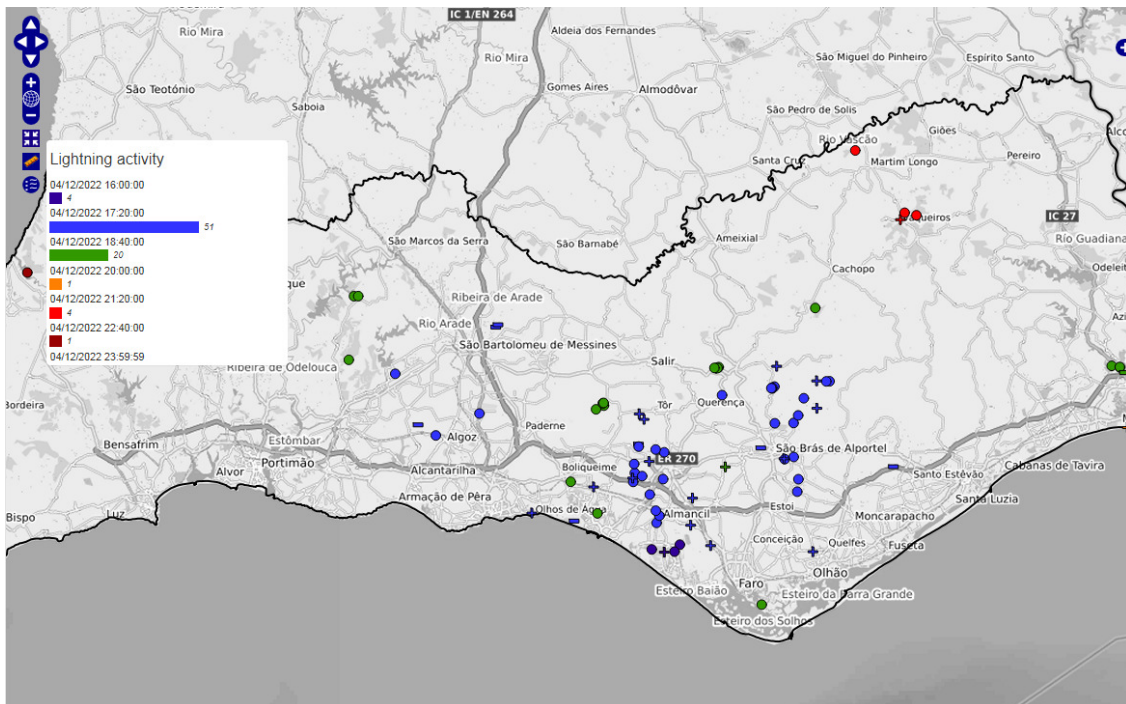 IC 1/EN 264
Rio Mira
Aldeia dos Fernandes
São Miguel do Pinheiro
Espírito Santo
Rio Mira
São Teotónio
Saboia
Gomes Aires
Almodôvar
São Pedro de Solis
Rio Vascão
Giões
Santa Cruz
Martim Longo
Pereiro
Lightning activity
04/12/2022 16:00:00
4
04/12/2022 17:20:00
51
04/12/2022 18:40:00
20
04/12/2022 20:00:00
1
04/12/2022 21:20:00
4
04/12/2022 22:40:00
1
04/12/2022 23:59:59
IC 27
São Marcos da Serra
São Barnabé
Ameixial
Rio Guadiana
Cachopo
Odeleit
que
Ribeira de Arade
Rio Arade
São Bartolomeu de Messines
Salir
Azi
Ribeira de Odelouca
Bordeira
Tôr
Querença
Bensafrim
Estômbar
Algoz
Paderne
São Brás de Alportel
Portimão
Alvor
Alcantarilha
Boliqueime
ER 270
Santo Estêvão
Cabanas de Tavira
Armação de Pêra
Olhos de Água
Almancil
Estoi
Santa Luzia
Bispo
Luz
Moncarapacho
Conceição
Quelfes
Fuseta
Olhão
Faro
Esteiro Baião
Esteiro da Barra Grande
Esteiro dos Solhos